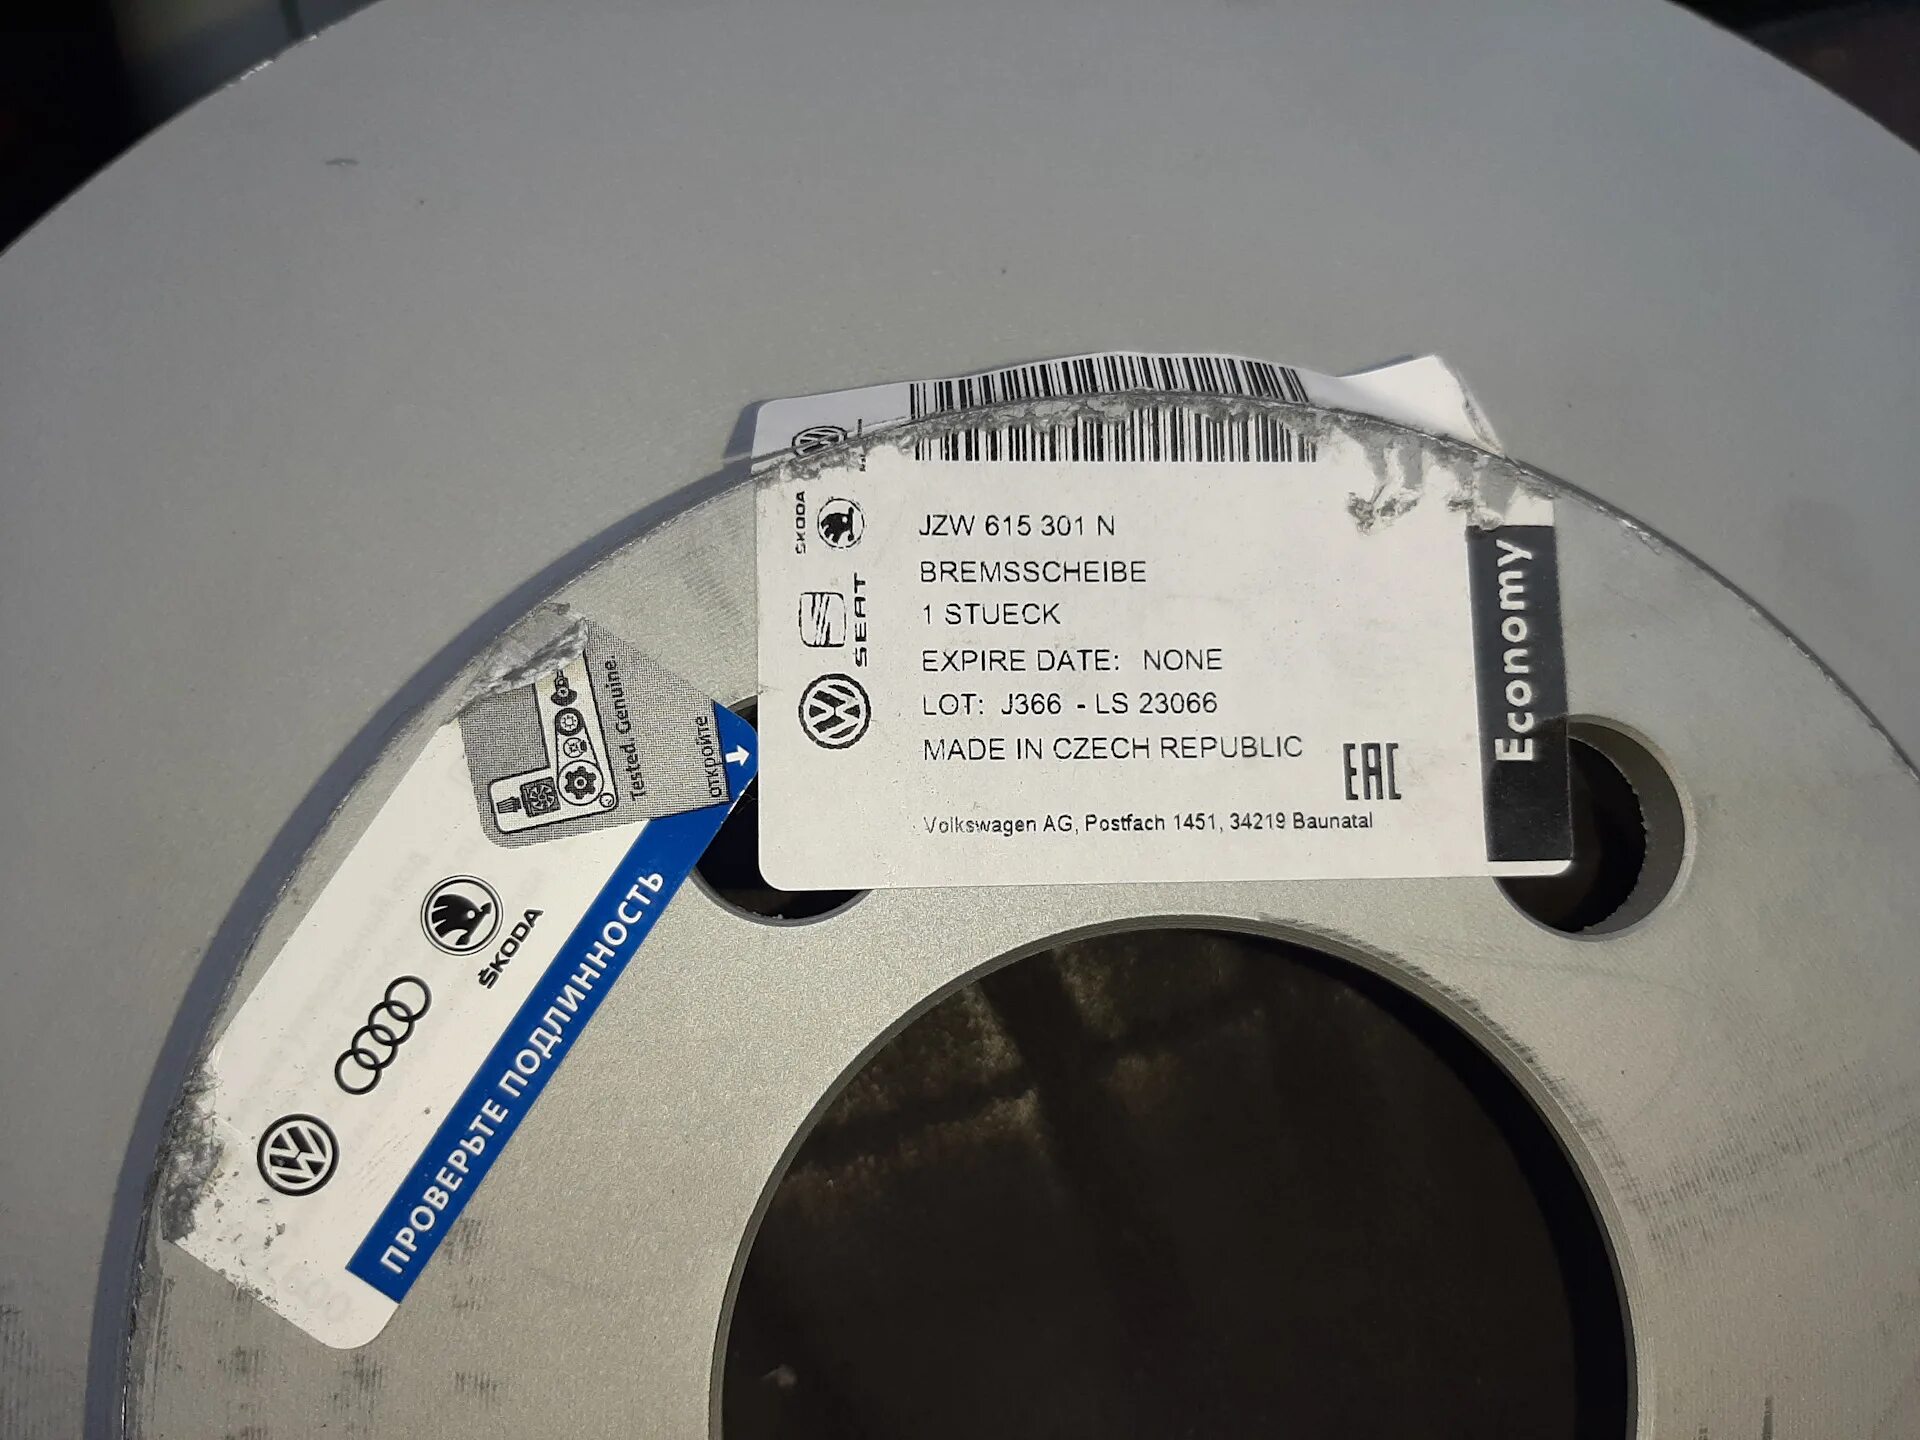 JZW 615 301 N
BREMSSCHEIBE
1 STUECK
EXPIRE DATE: NONE
LOT: J366 - LS 23066
MADE IN CZECH REPUBLIC
EAC
Volkswagen AG, Postfach 1451, 34219 Baunatal
Economy
ŠKODA
SEAT
Tested. Genuine.
откройте
ŠKODA
ПРОВЕРЬТЕ ПОДЛИННОСТЬ